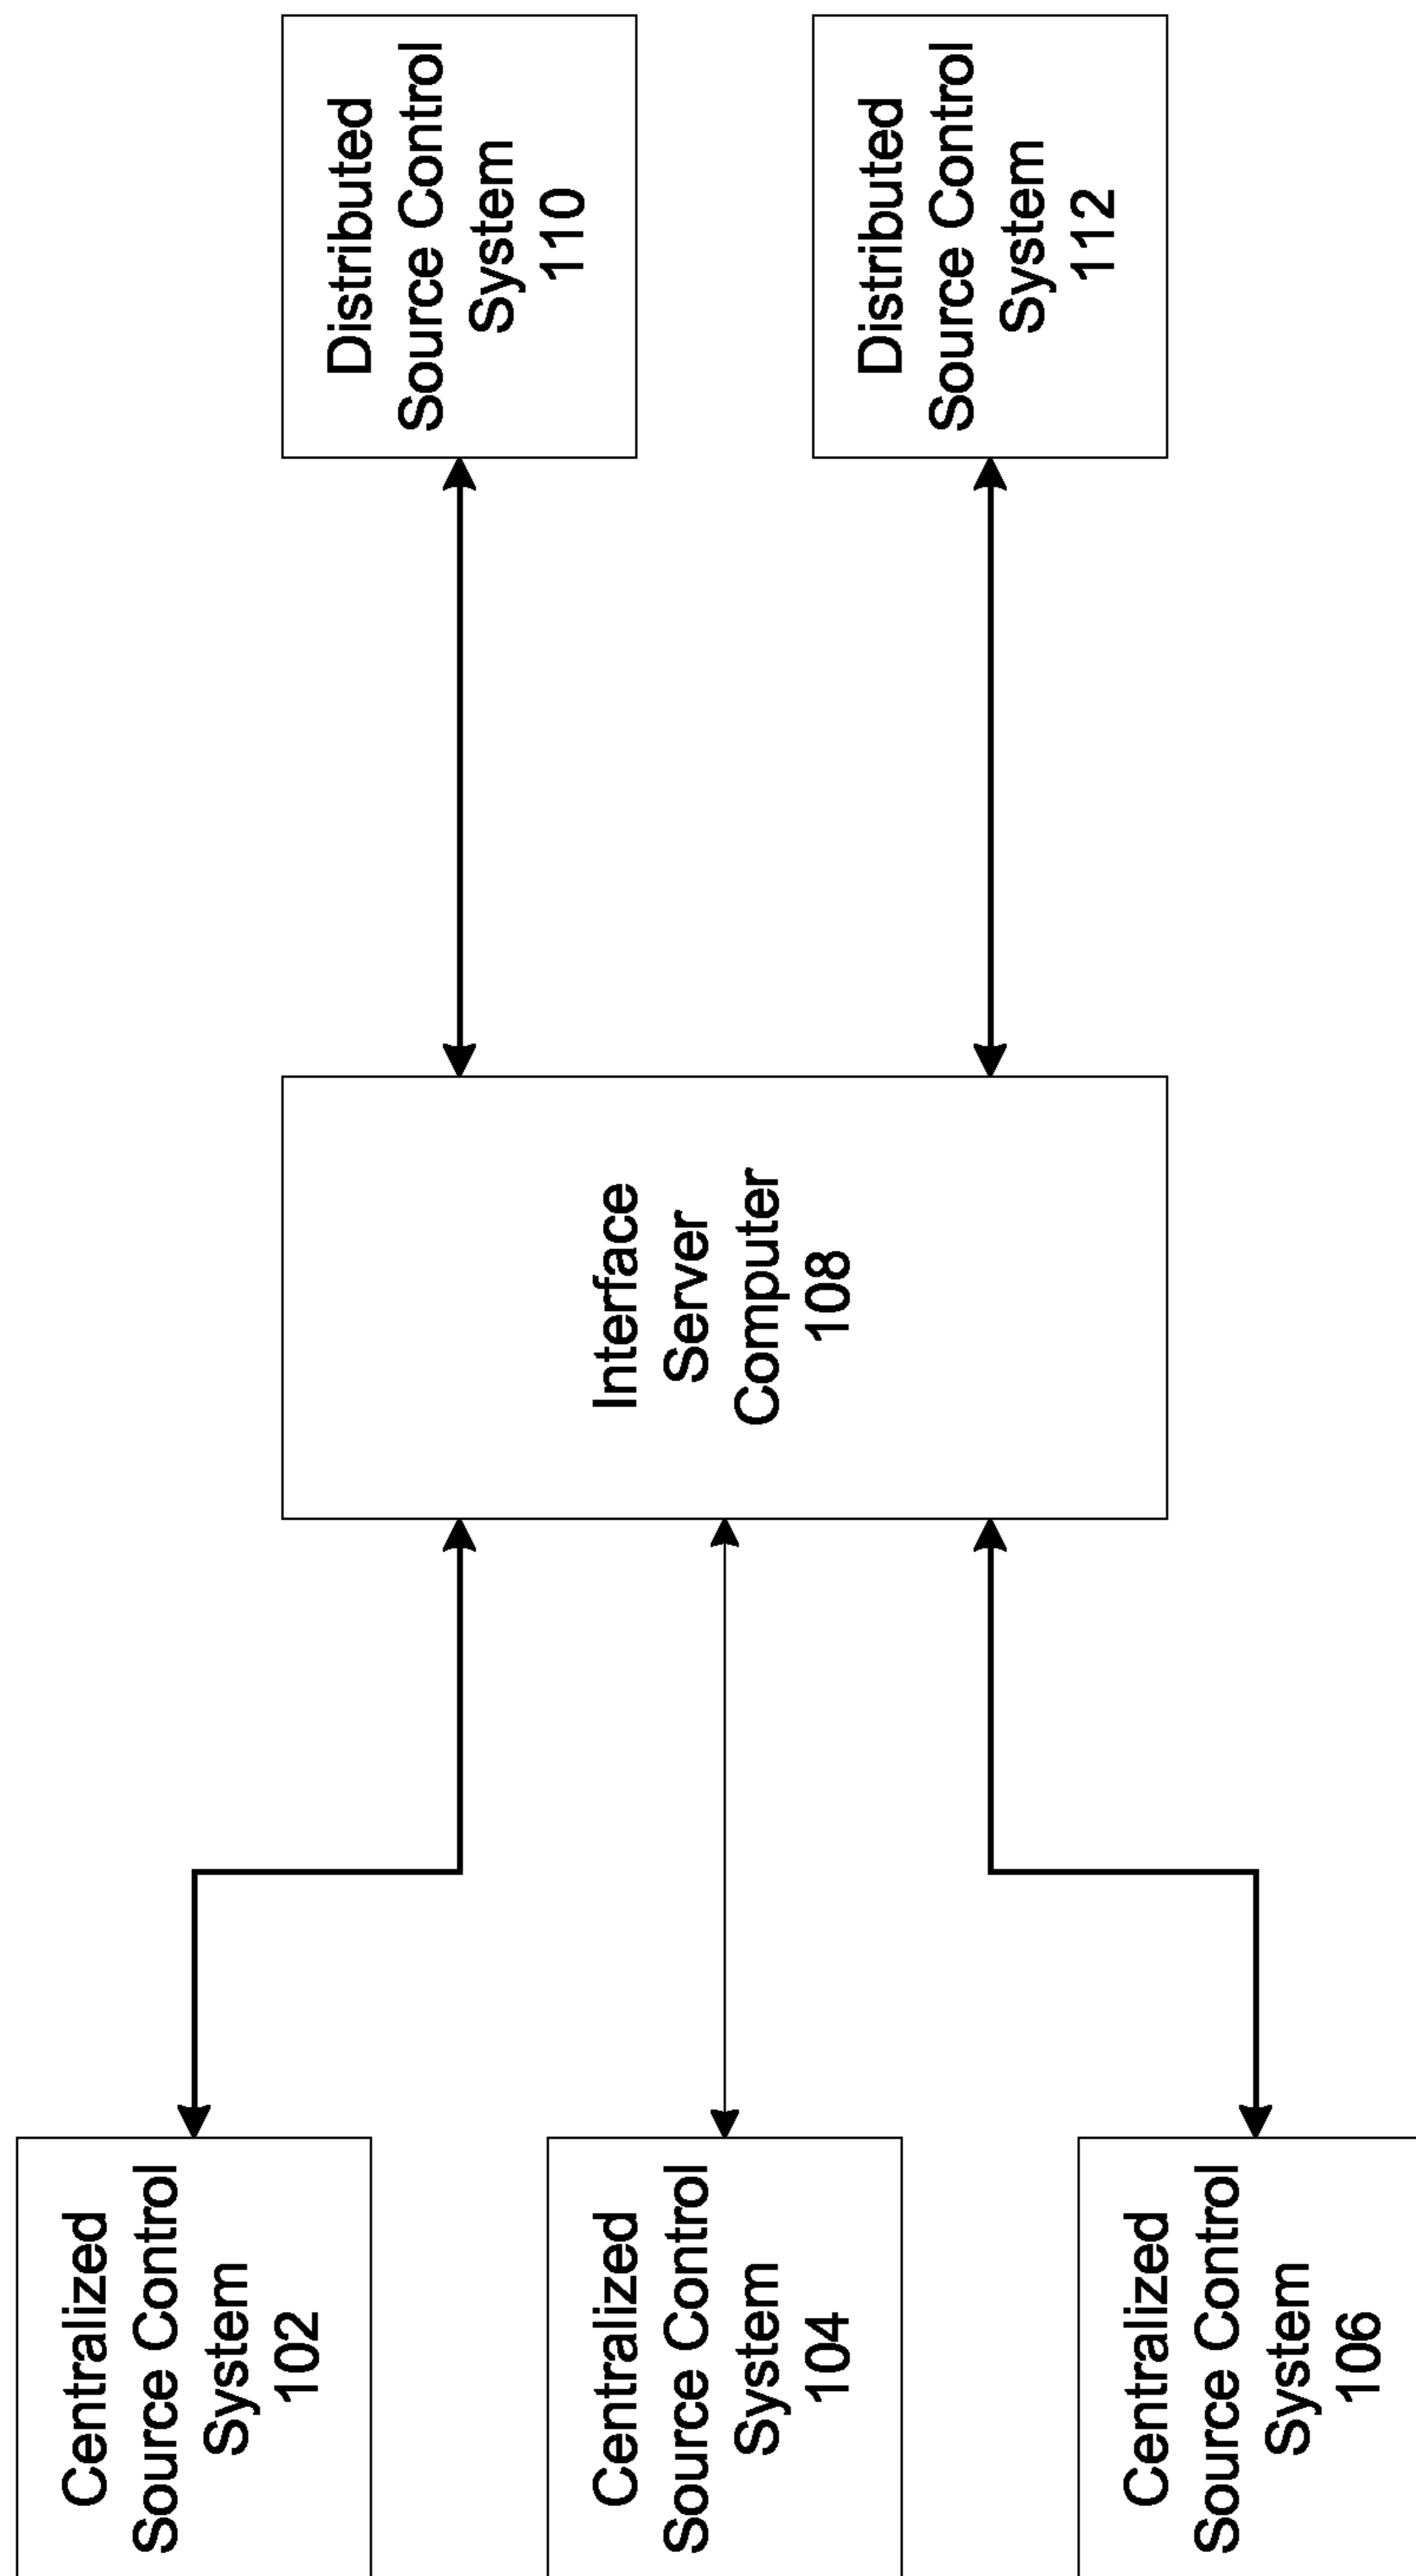 Centralized
Source Control
System
102
Centralized
Source Control
System
104
Centralized
Source Control
System
106
Interface
Server
Computer
108
Distributed
Source Control
System
110
Distributed
Source Control
System
112